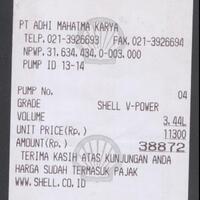 PT ADHI MAHATMA KARYA
TELP.021-3926693 FAX.021-3926694
NPWP.31.634.434.0-003.000
PUMP ID 13-14
PUMP No. 04
GRADE SHELL V-POWER
VOLUME 3.44L
UNIT PRICE(Rp.) 11300
AMOUNT(Rp.) 38872
TERIMA KASIH ATAS KUNJUNGAN ANDA
HARGA SUDAH TERMASUK PAJAK
WWW.SHELL.CO.ID